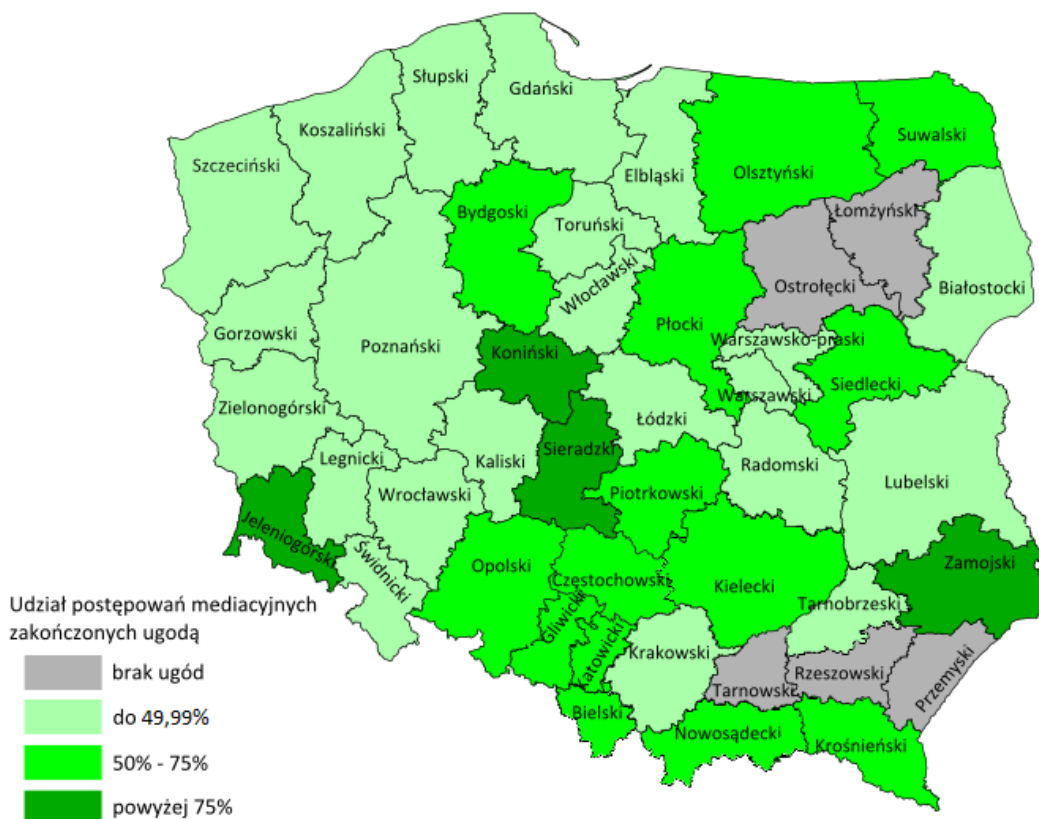 Słupski
Gdański
Koszaliński
Suwalski
Szczeciński
Olsztyński
Elbląski
Bydgoski
Łomżyński
Toruński
Włocławski
Ostrołęcki
Białostocki
Płocki
Gorzowski
Warszawsko-praski
Poznański
Koniński
Siedlecki
Warszawski
Zielonogórski
Łódzki
Sieradzki
Legnicki
Kaliski
Radomski
Lubelski
Wrocławski
Piotrkowski
Jeleniogórski
Świdnicki
Opolski
Częstochowski
Kielecki
Zamojski
Gliwicki
Tarnobrzeski
Katowicki
Krakowski
Rzeszowski
Przemyski
Tarnowski
Bielski
Nowosądecki
Krośnieński
Udział postępowań mediacyjnych
zakończonych ugodą
brak ugód
do 49,99%
50% - 75%
powyżej 75%